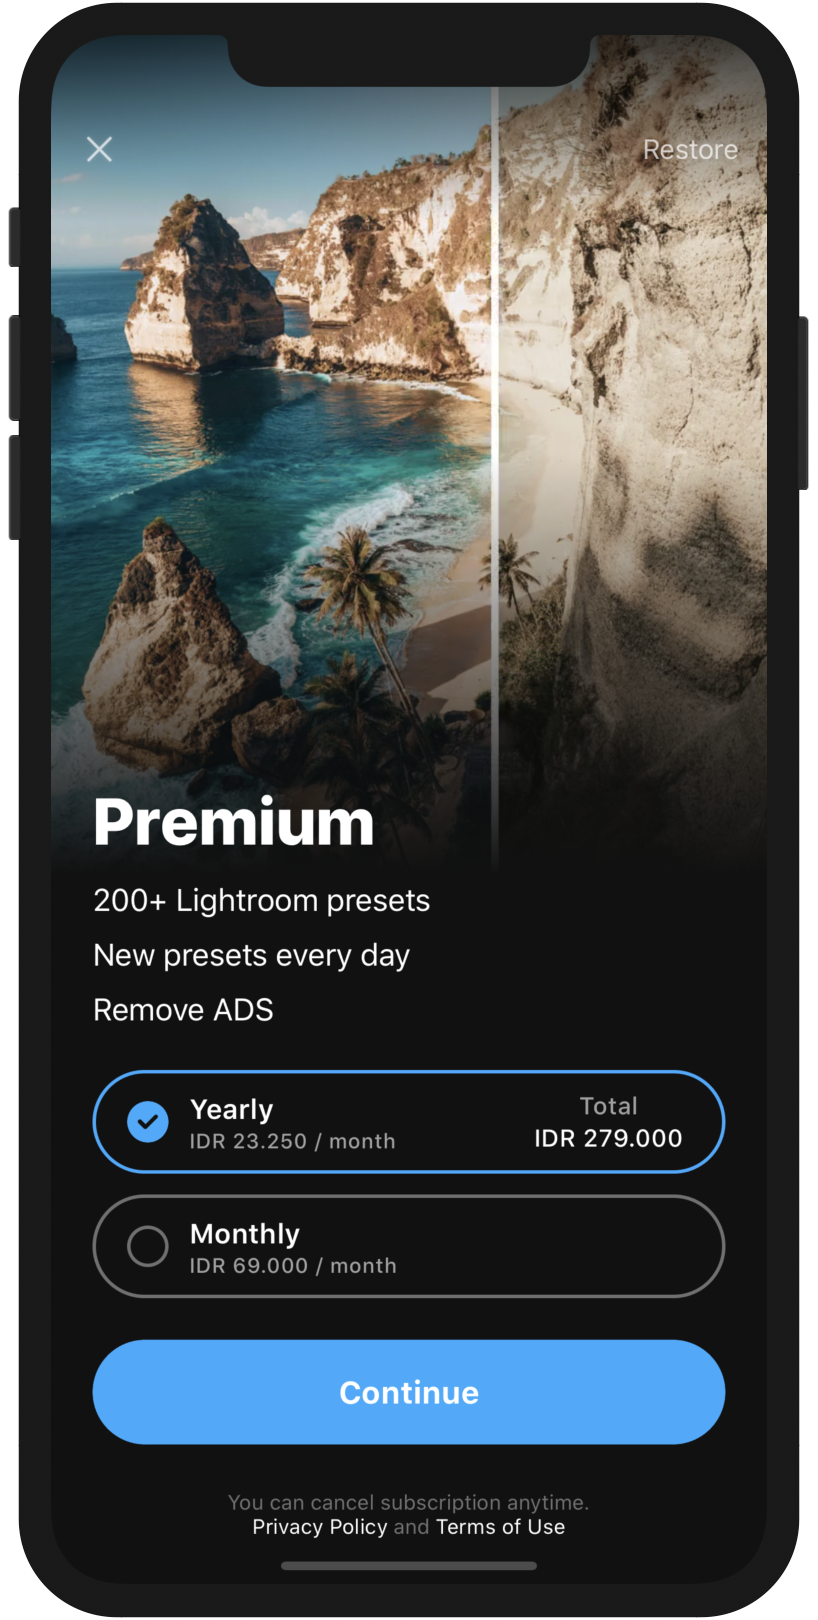 Restore
Premium
200+ Lightroom presets
New presets every day
Remove ADS
Yearly
IDR 23.250 / month
Total
IDR 279.000
Monthly
IDR 69.000 / month
Continue
You can cancel subscription anytime.
Privacy Policy and Terms of Use